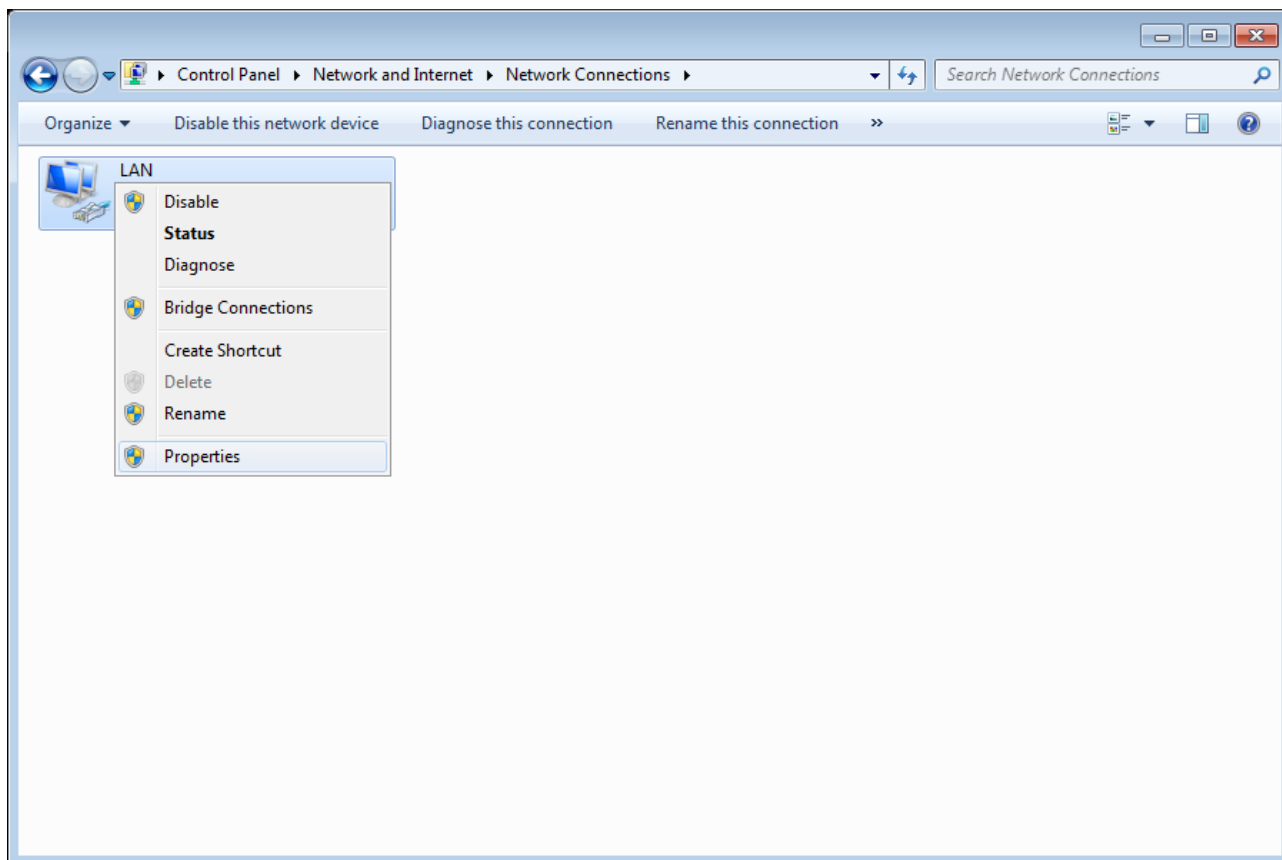 Control Panel Network and Internet Network Connections Search Network Connections
Organize Disable this network device Diagnose this connection Rename this connection »
LAN
Disable
Status
Diagnose
Bridge Connections
Create Shortcut
Delete
Rename
Properties